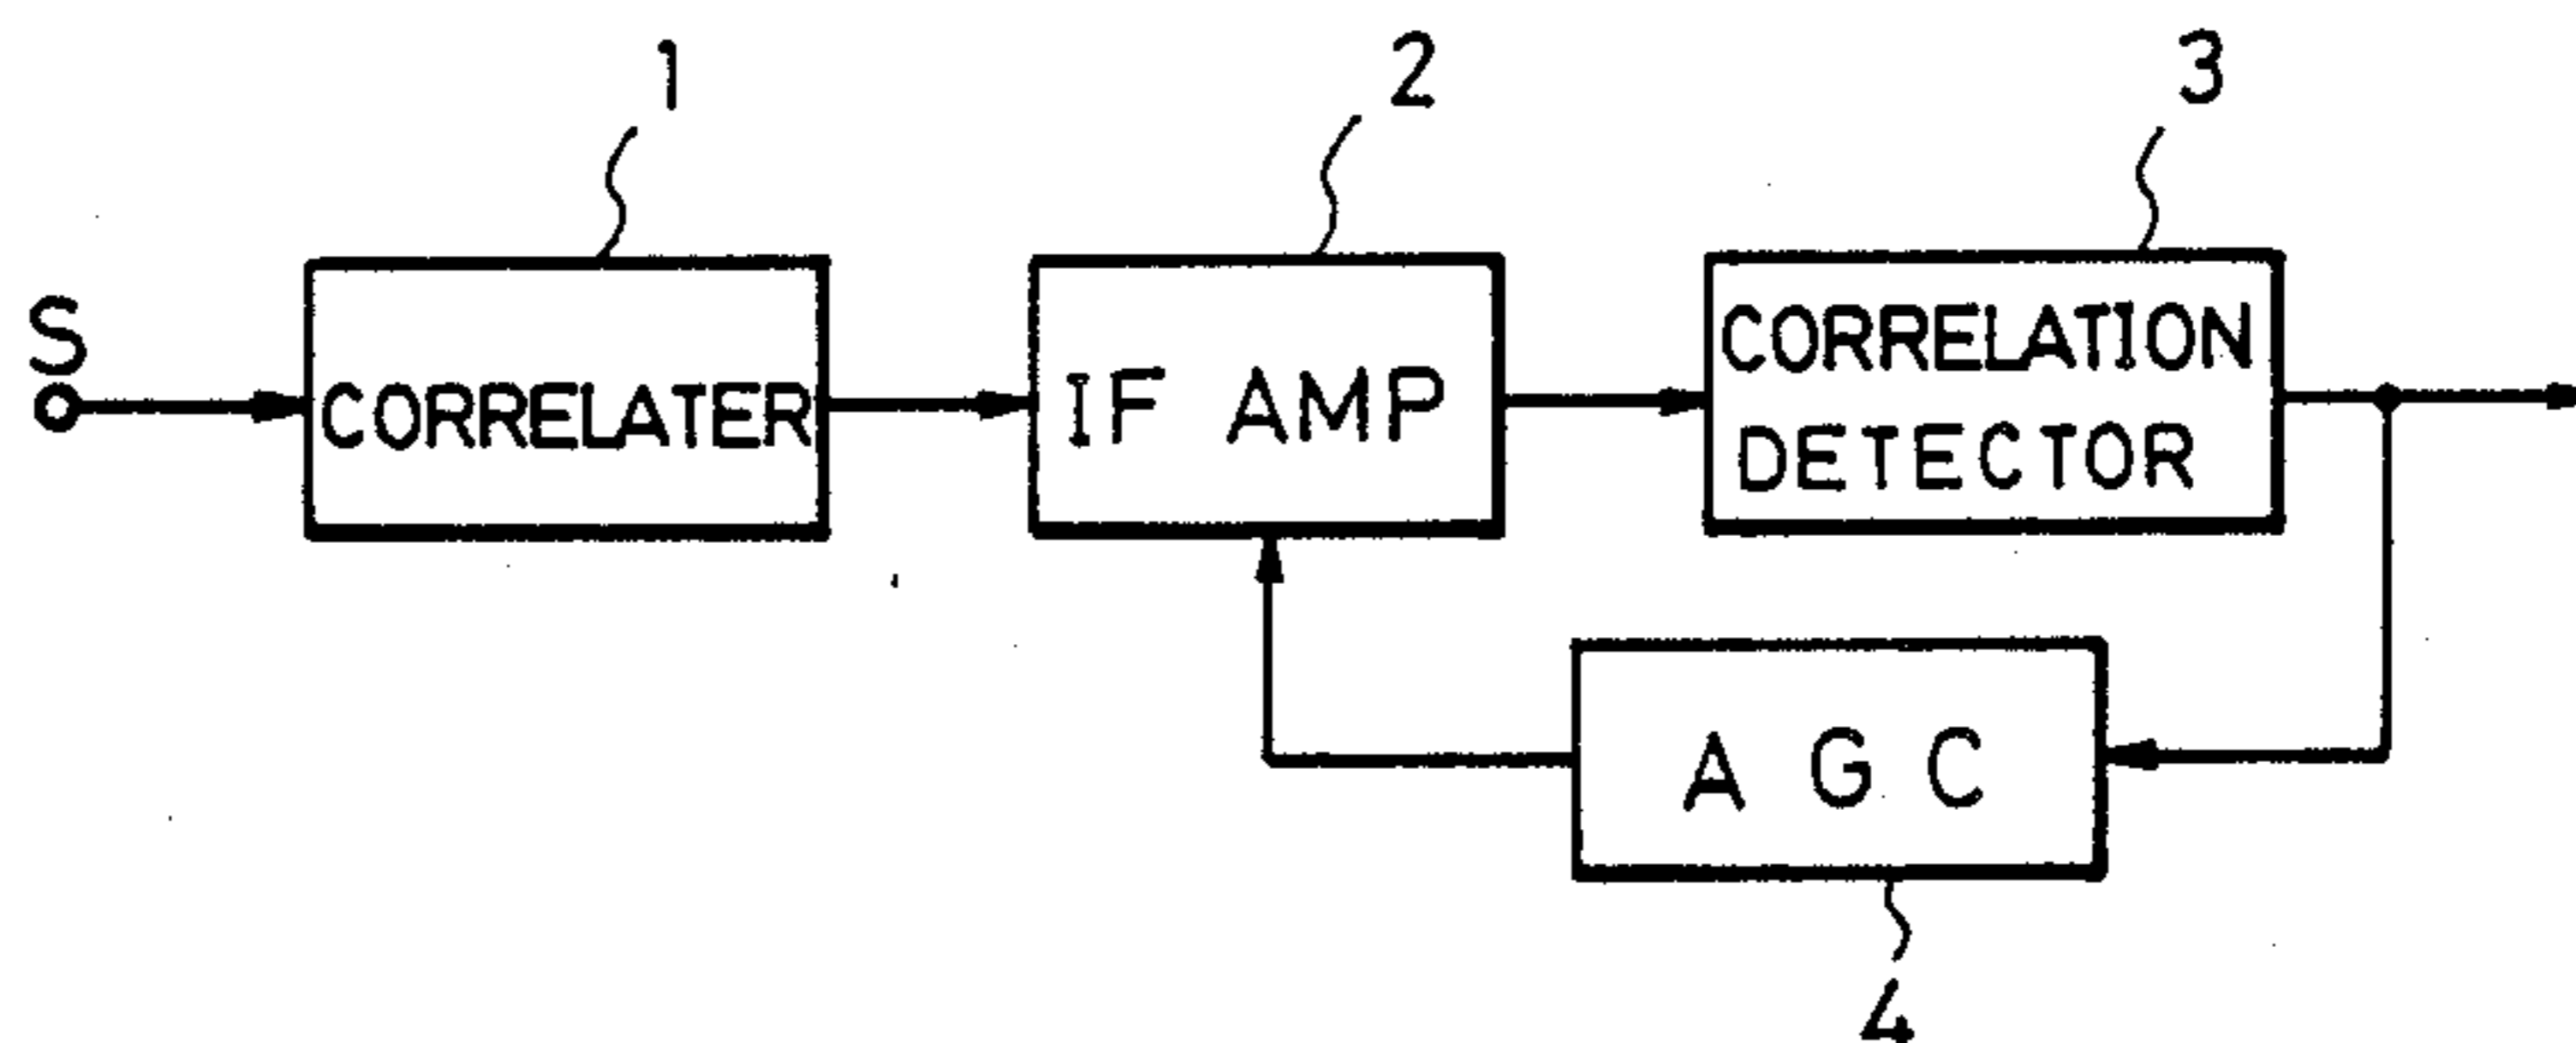 1
2
3
S
CORRELATER
IF AMP
CORRELATION
DETECTOR
A G C
4